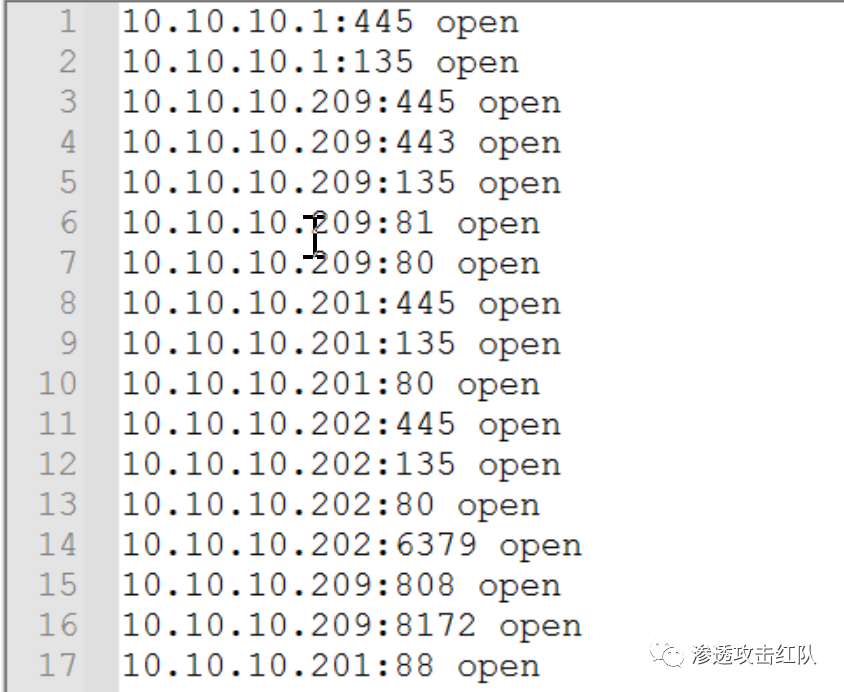 1 10.10.10.1:445 open
2 10.10.10.1:135 open
3 10.10.10.209:445 open
4 10.10.10.209:443 open
5 10.10.10.209:135 open
6 10.10.10.209:81 open
7 10.10.10.209:80 open
8 10.10.10.201:445 open
9 10.10.10.201:135 open
10 10.10.10.201:80 open
11 10.10.10.202:445 open
12 10.10.10.202:135 open
13 10.10.10.202:80 open
14 10.10.10.202:6379 open
15 10.10.10.209:808 open
16 10.10.10.209:8172 open
17 10.10.10.201:88 open
渗透攻击红队